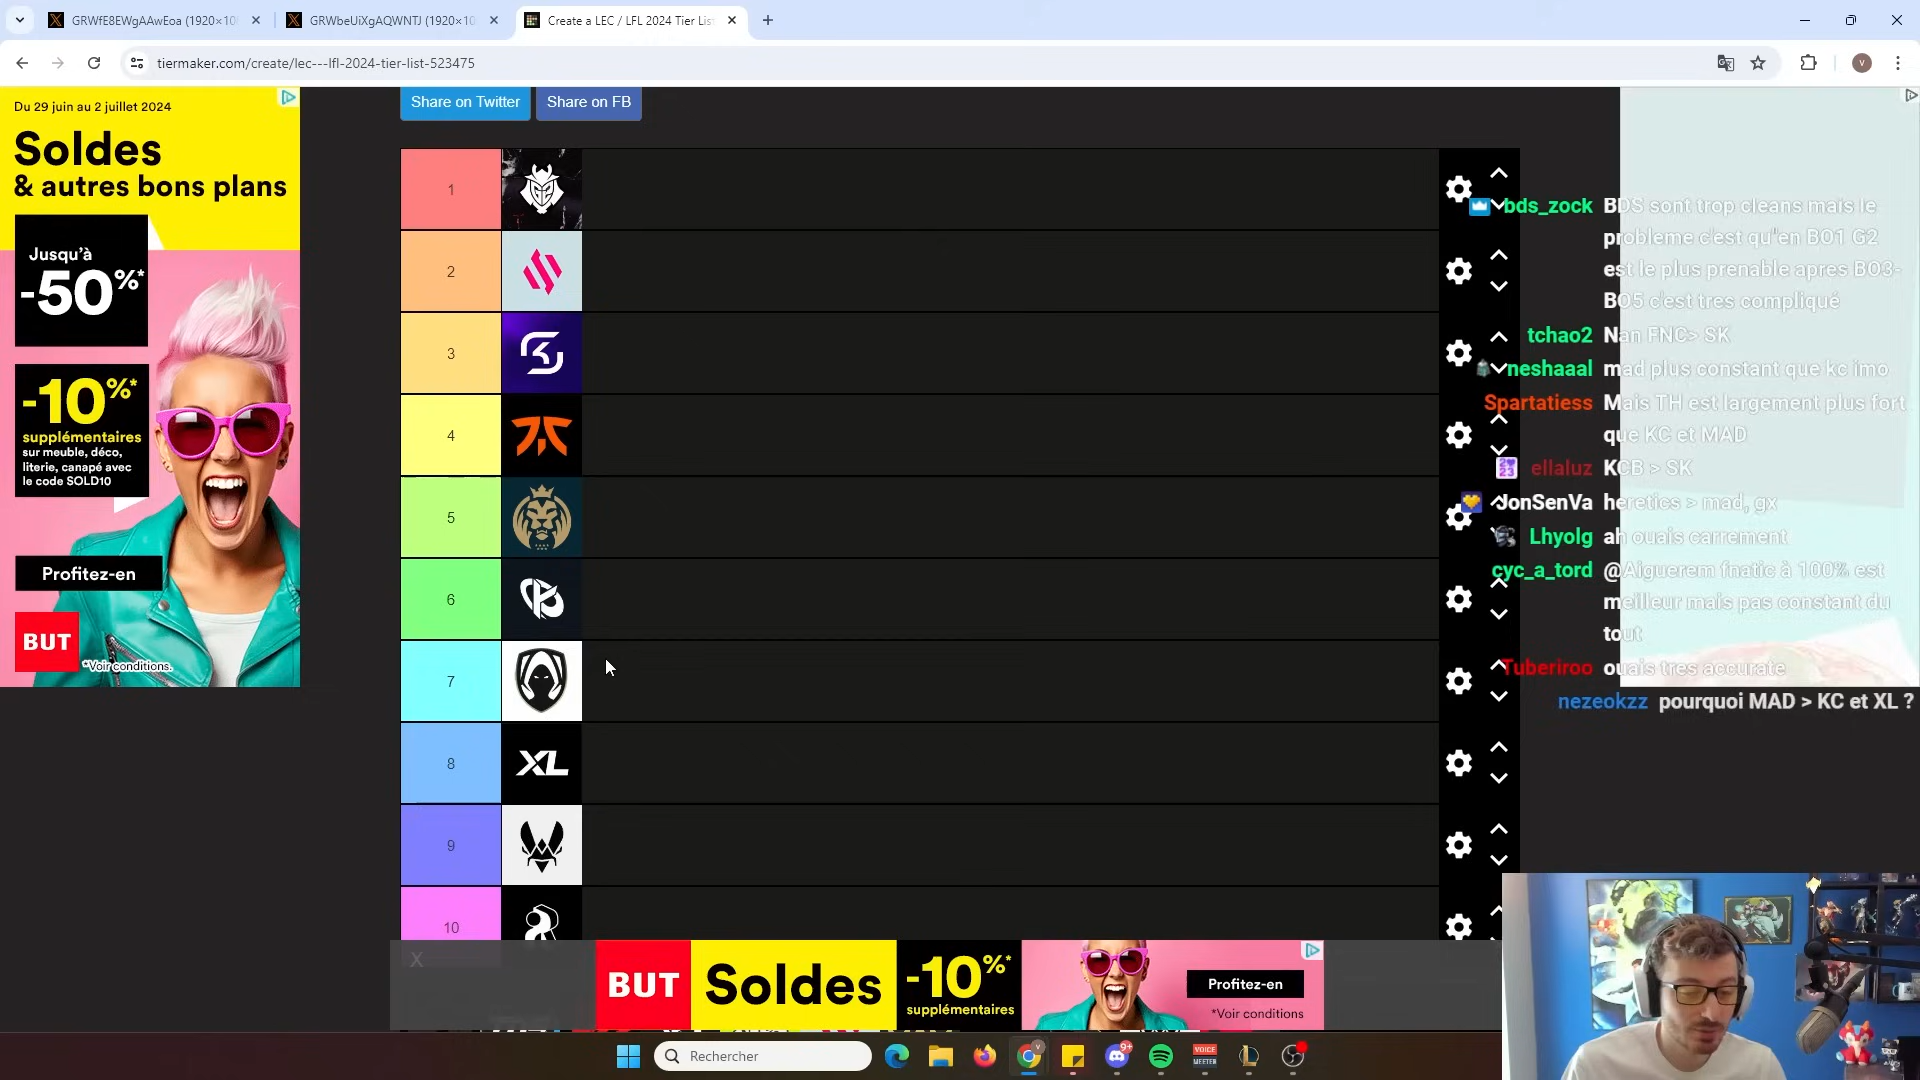 GRWfE8EWgAAwEoa (1920×10
GRWbeUiXgAQWNTJ (1920×10
Create a LEC / LFL 2024 Tier List
tiermaker.com/create/lec---lfl-2024-tier-list-523475
V
Share on Twitter
Share on FB
Du 29 juin au 2 juillet 2024
Soldes
& autres bons plans
Jusqu'à
-50%*
-10%*
supplémentaires
sur meuble, déco,
literie, canapé avec
le code SOLD10
Profitez-en
BUT
*Voir conditions.
1
2
3
4
5
6
7
8
XL
9
10
bds_zock BDS sont trop cleans mais le
probleme c'est qu"en BO1 G2
est le plus prenable apres BO3-
BO5 c'est tres compliqué
tchao2 Nan FNC> SK
neshaaal mad plus constant que kc imo
Spartatiess Mais TH est largement plus fort
que KC et MAD
ellaluz KCB > SK
JonSenVa heretics > mad, gx
Lhyolg ah ouais carrement
cyc_a_tord @Aiguerem fnatic à 100% est
meilleur mais pas constant du
tout
Tuberiroo ouais tres accurate
nezeokzz pourquoi MAD > KC et XL ?
X
BUT
Soldes
-10%*
supplémentaires
Profitez-en
*Voir conditions
Rechercher
9+
VOICE
MEETER